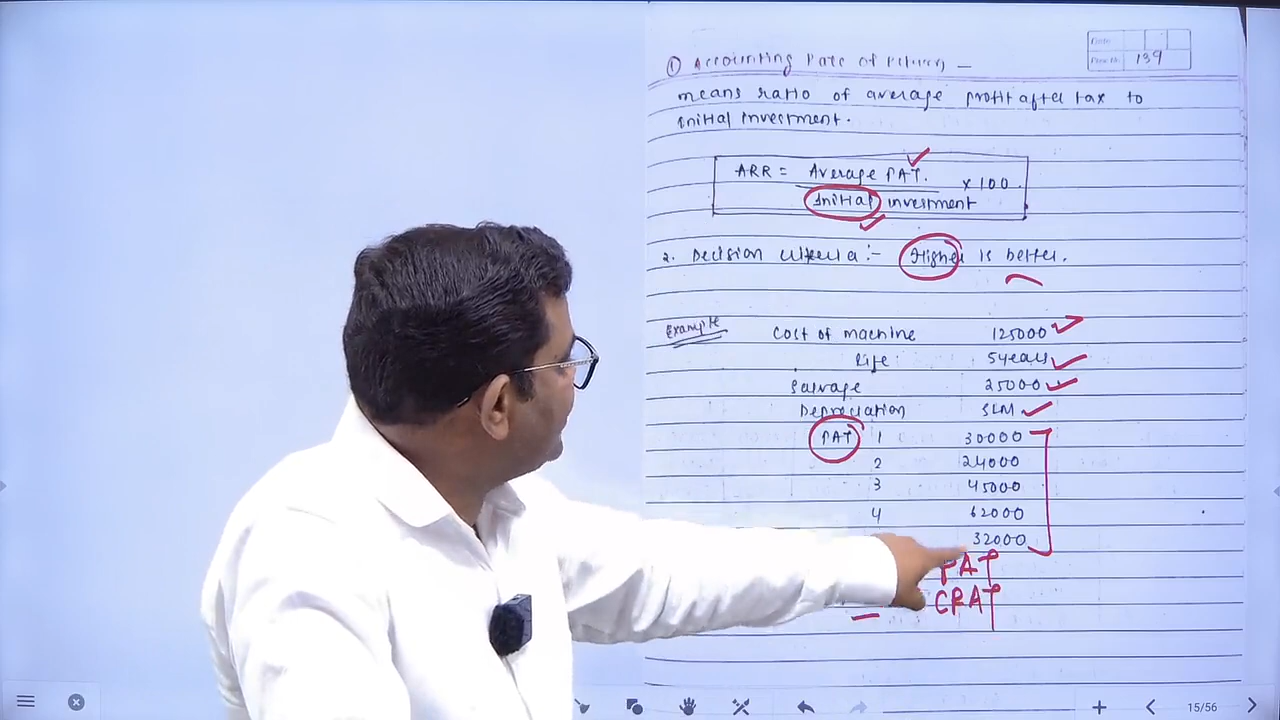 Date
Page No. 139
① Accounting Rate of Return —
means ratio of average profit after tax to
initial investment.
ARR = Average PAT. × 100
Initial investment
2. Decision criteria :- Higher is better.
Example Cost of machine 125000
Life 5 years
Salvage 25000
Depreciation SLM
PAT 1 30000
2 24000
3 45000
4 62000
32000
PAT
CRAT
15/56